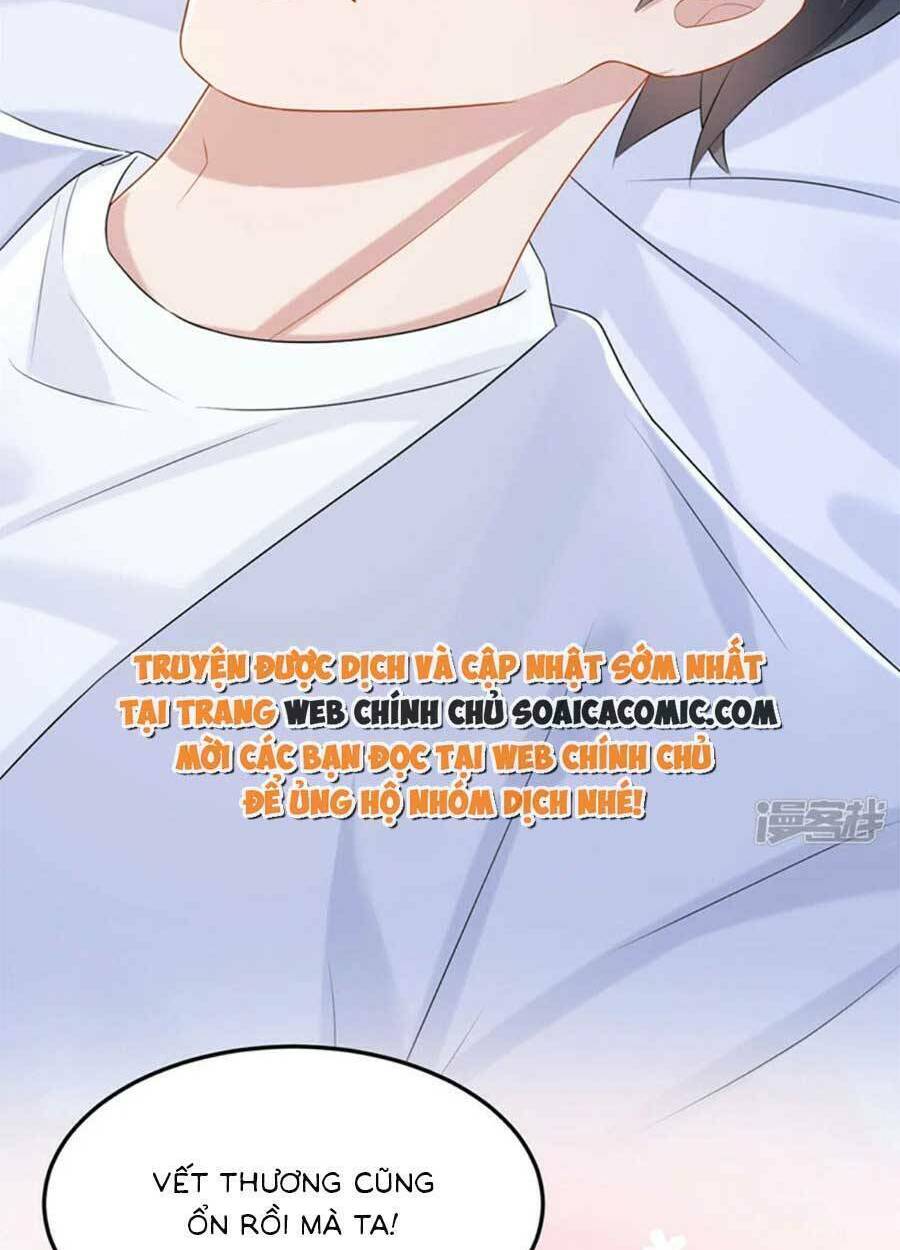 TRUYỆN ĐƯỢC DỊCH VÀ CẬP NHẬT SỚM NHẤT
TẠI TRANG WEB CHÍNH CHỦ SOAICACOMIC.COM
MỜI CÁC BẠN ĐỌC TẠI WEB CHÍNH CHỦ
ĐỂ ỦNG HỘ NHÓM DỊCH NHÉ!
漫客栈
VẾT THƯƠNG CŨNG
ỔN RỒI MÀ TA!